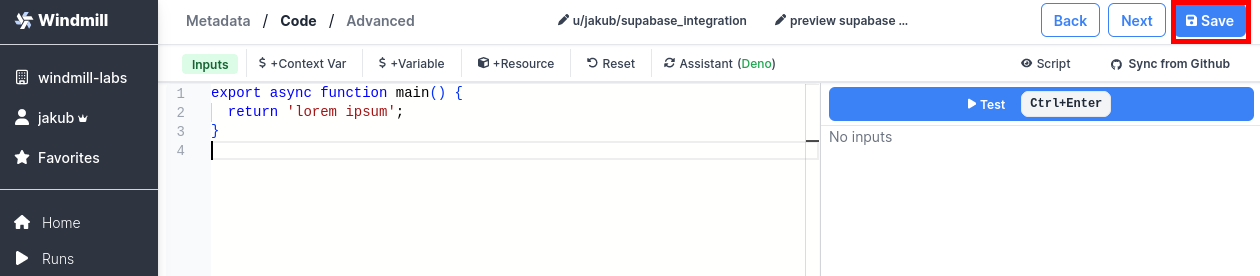 Windmill
Metadata / Code / Advanced
u/jakub/supabase_integration
preview supabase ...
Back
Next
Save
windmill-labs
jakub
Favorites
Home
Runs
Inputs
$ +Context Var
$ +Variable
+Resource
Reset
Assistant (Deno)
Script
Sync from Github
1 export async function main() {
2 return 'lorem ipsum';
3 }
4
Test Ctrl+Enter
No inputs